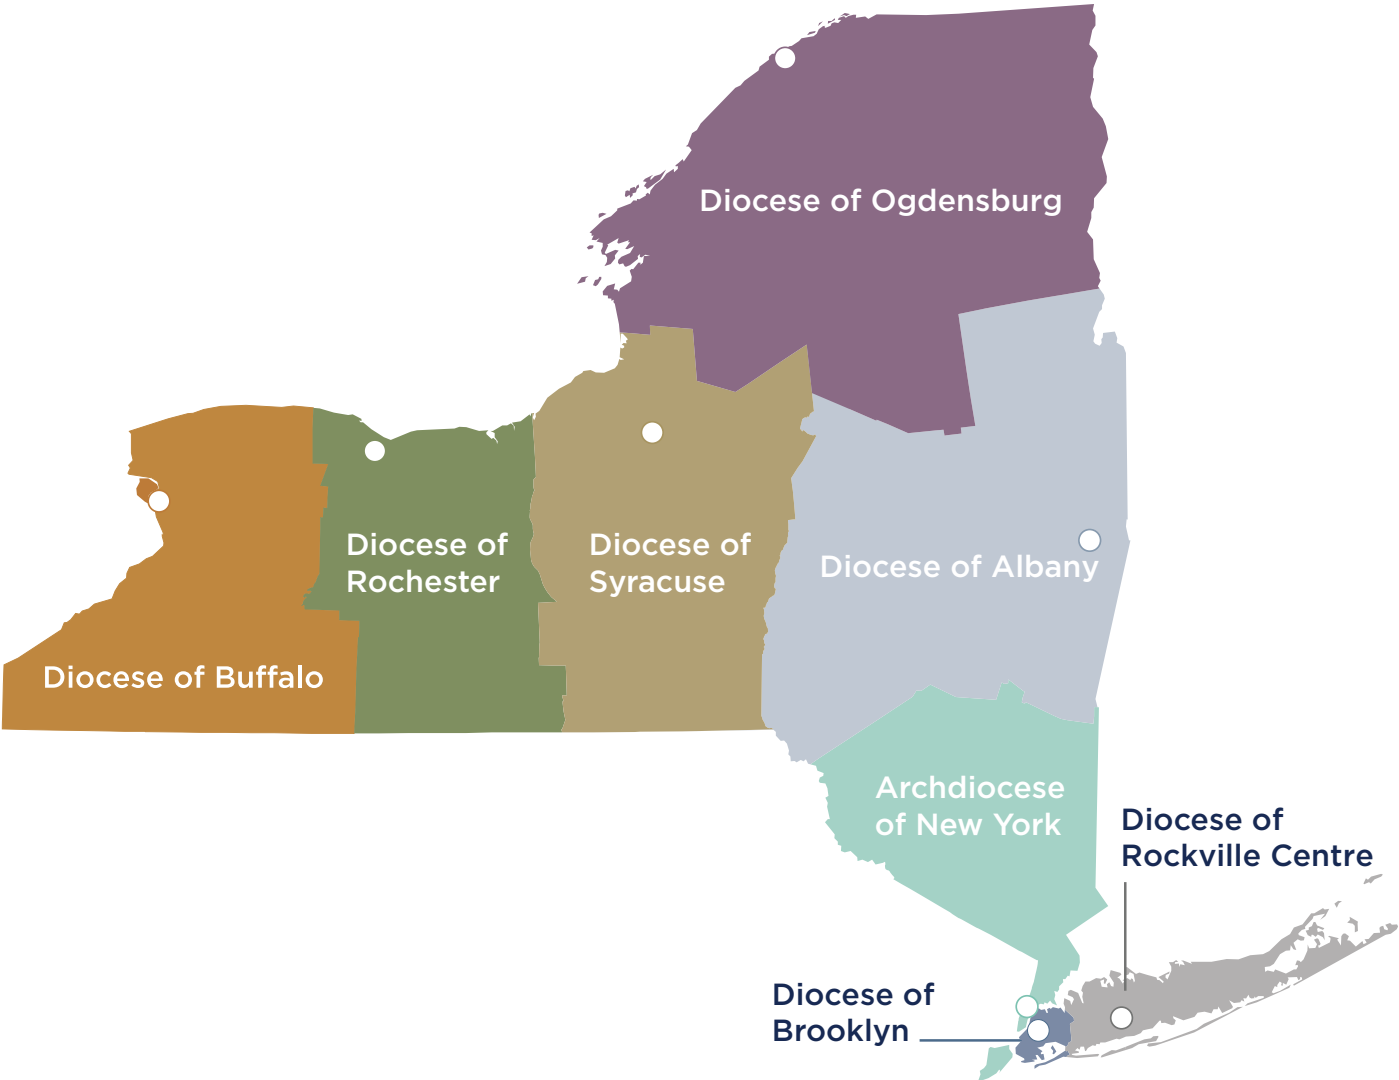 Diocese of Ogdensburg
Diocese of
Rochester
Diocese of
Syracuse
Diocese of Albany
Diocese of Buffalo
Archdiocese
of New York
Diocese of
Rockville Centre
Diocese of
Brooklyn